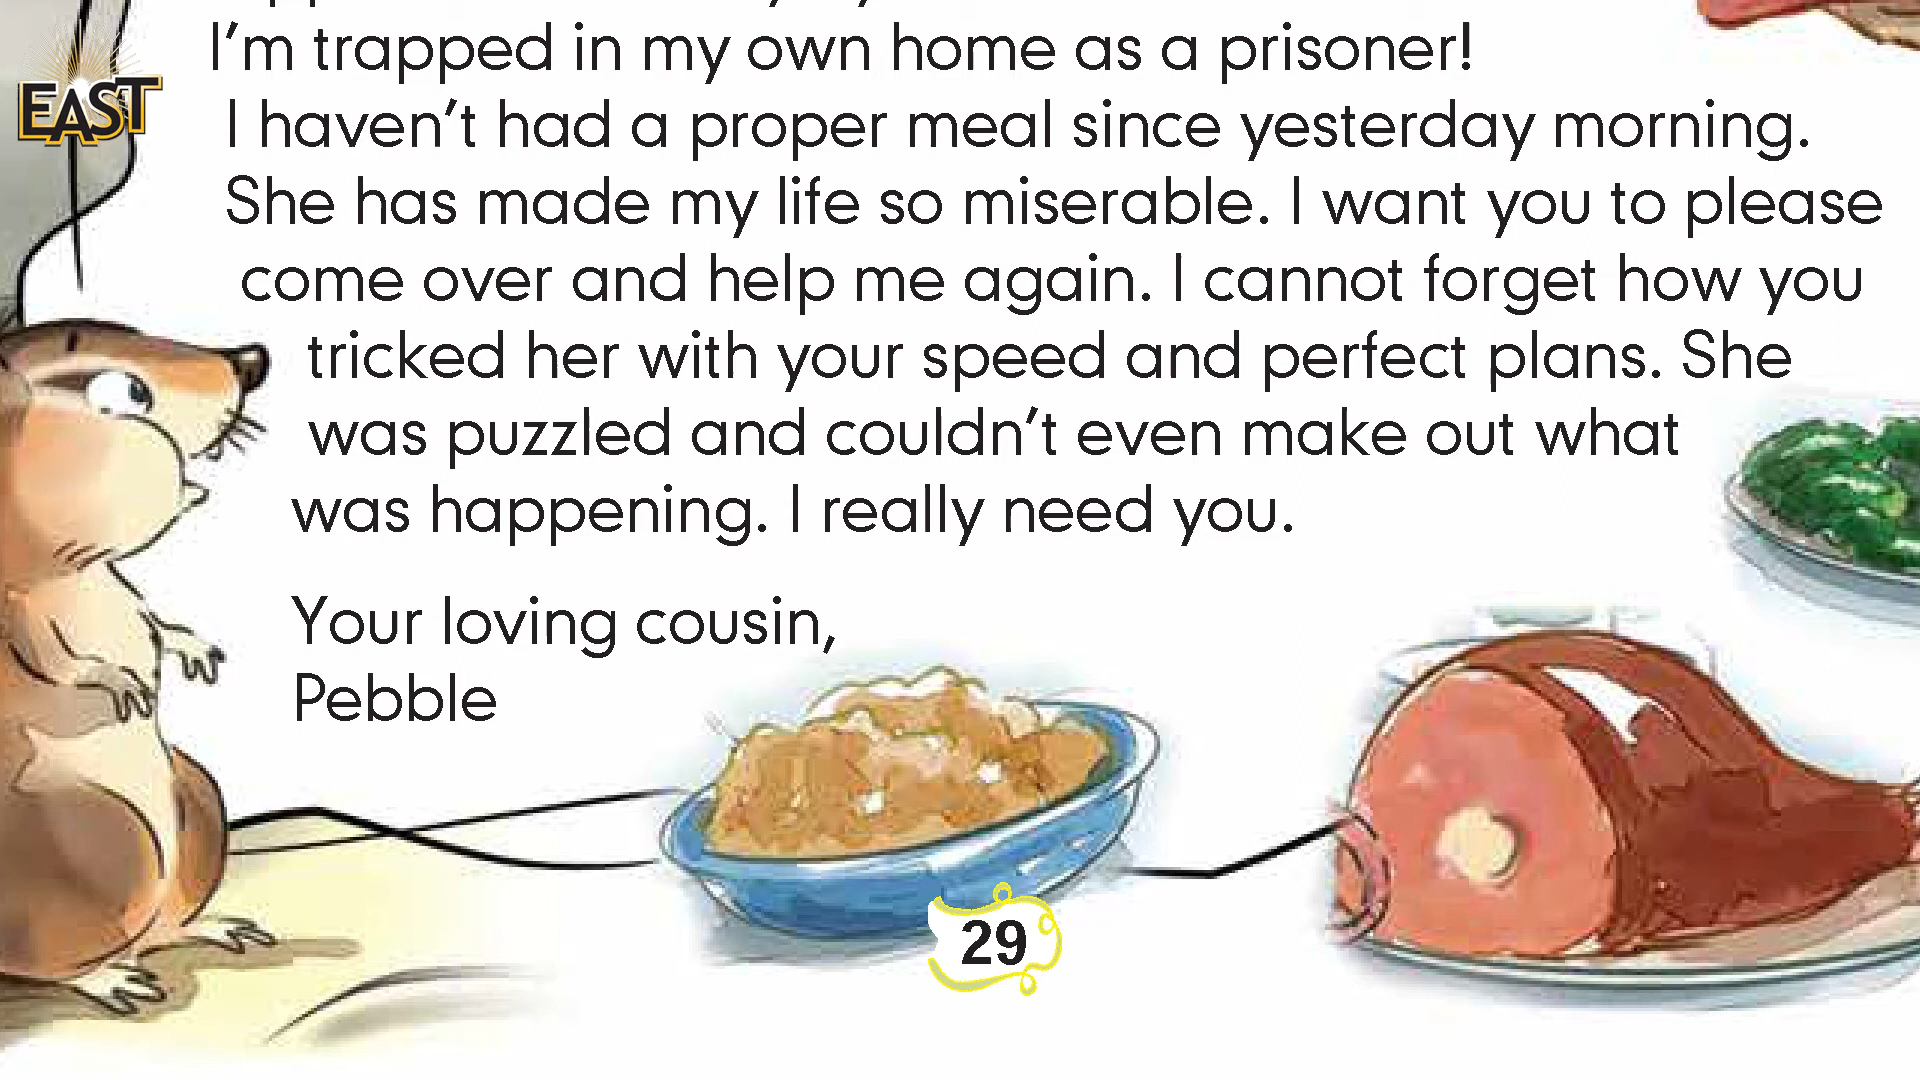 I’m trapped in my own home as a prisoner!
EAST
I haven’t had a proper meal since yesterday morning.
She has made my life so miserable. I want you to please
come over and help me again. I cannot forget how you
tricked her with your speed and perfect plans. She
was puzzled and couldn’t even make out what
was happening. I really need you.
Your loving cousin,
Pebble
29